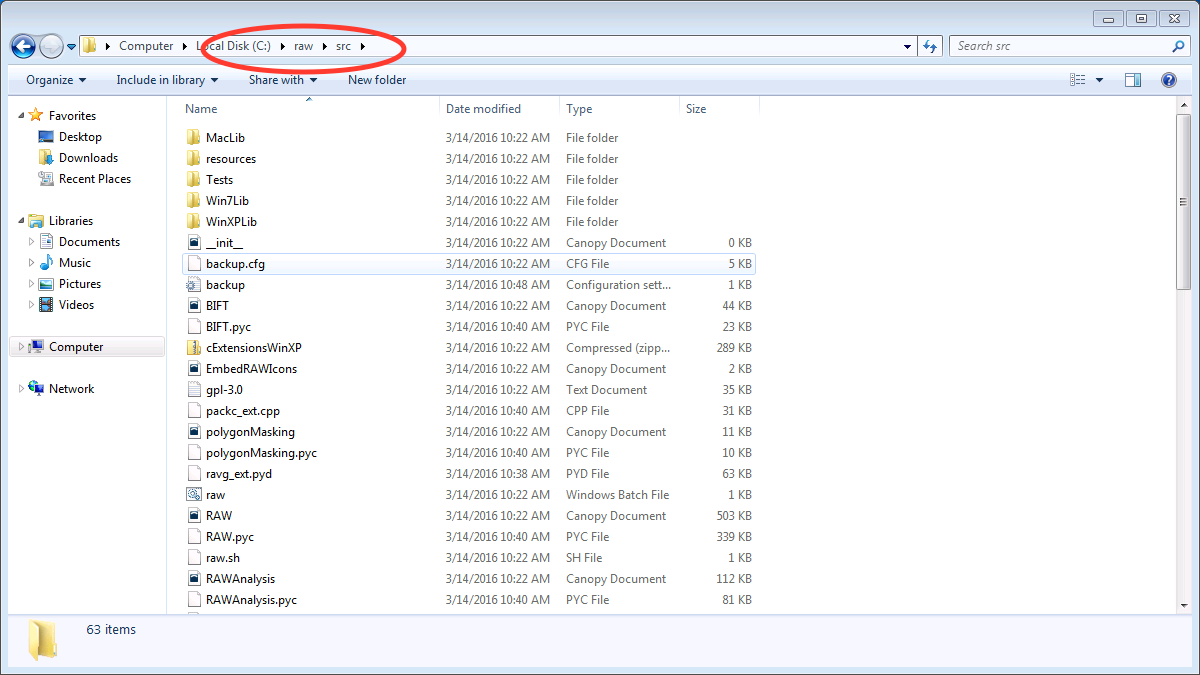 Computer Local Disk (C:) raw src Search src
Organize Include in library Share with New folder
Favorites
Desktop
Downloads
Recent Places
Libraries
Documents
Music
Pictures
Videos
Computer
Network
Name Date modified Type Size
MacLib 3/14/2016 10:22 AM File folder
resources 3/14/2016 10:22 AM File folder
Tests 3/14/2016 10:22 AM File folder
Win7Lib 3/14/2016 10:22 AM File folder
WinXPLib 3/14/2016 10:22 AM File folder
__init__ 3/14/2016 10:22 AM Canopy Document 0 KB
backup.cfg 3/14/2016 10:22 AM CFG File 5 KB
backup 3/14/2016 10:48 AM Configuration sett... 1 KB
BIFT 3/14/2016 10:22 AM Canopy Document 44 KB
BIFT.pyc 3/14/2016 10:40 AM PYC File 23 KB
cExtensionsWinXP 3/14/2016 10:22 AM Compressed (zipp... 289 KB
EmbedRAWIcons 3/14/2016 10:22 AM Canopy Document 2 KB
gpl-3.0 3/14/2016 10:22 AM Text Document 35 KB
packc_ext.cpp 3/14/2016 10:40 AM CPP File 31 KB
polygonMasking 3/14/2016 10:22 AM Canopy Document 11 KB
polygonMasking.pyc 3/14/2016 10:40 AM PYC File 10 KB
ravg_ext.pyd 3/14/2016 10:38 AM PYD File 63 KB
raw 3/14/2016 10:22 AM Windows Batch File 1 KB
RAW 3/14/2016 10:22 AM Canopy Document 503 KB
RAW.pyc 3/14/2016 10:40 AM PYC File 339 KB
raw.sh 3/14/2016 10:22 AM SH File 1 KB
RAWAnalysis 3/14/2016 10:22 AM Canopy Document 112 KB
RAWAnalysis.pyc 3/14/2016 10:40 AM PYC File 81 KB
63 items